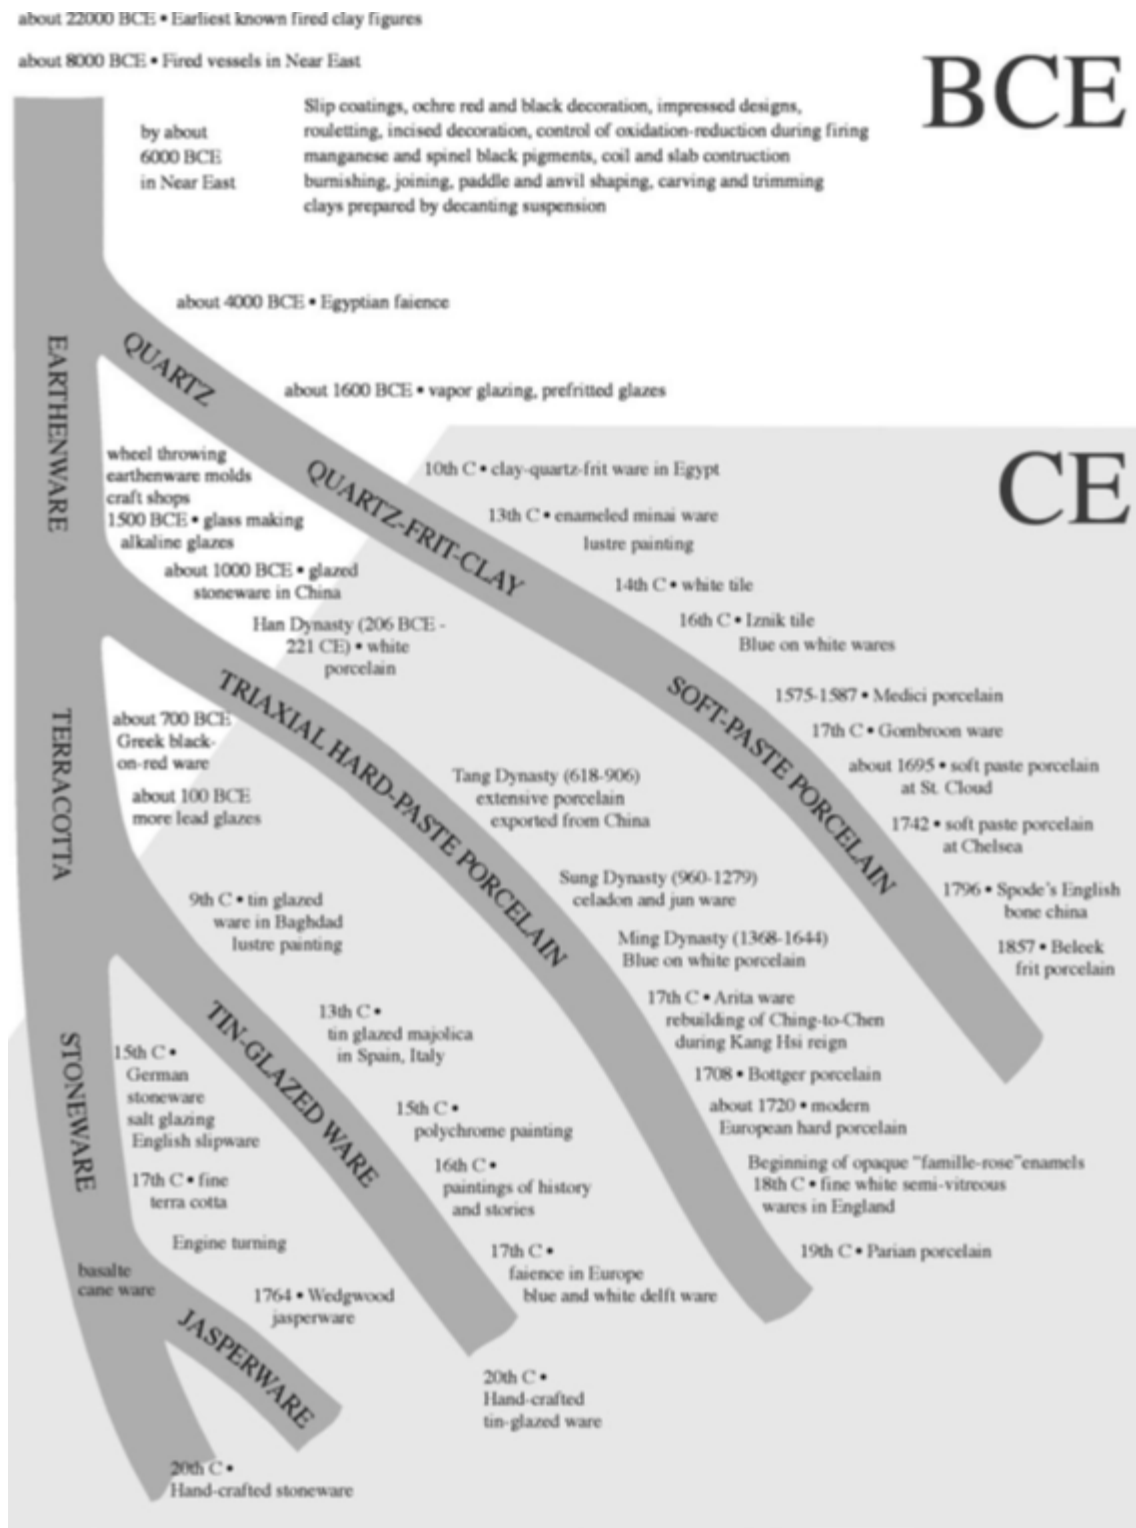 about 22000 BCE • Earliest known fired clay figures
about 8000 BCE • Fired vessels in Near East
BCE
by about
6000 BCE
in Near East
Slip coatings, ochre red and black decoration, impressed designs,
rouletting, incised decoration, control of oxidation-reduction during firing
manganese and spinel black pigments, coil and slab contruction
burnishing, joining, paddle and anvil shaping, carving and trimming
clays prepared by decanting suspension
about 4000 BCE • Egyptian faience
EARTHENWARE
QUARTZ
about 1600 BCE • vapor glazing, prefritted glazes
CE
wheel throwing
earthenware molds
craft shops
1500 BCE • glass making
alkaline glazes
about 1000 BCE • glazed
stoneware in China
Han Dynasty (206 BCE -
221 CE) • white
porcelain
QUARTZ-FRIT-CLAY
10th C • clay-quartz-frit ware in Egypt
13th C • enameled minai ware
lustre painting
14th C • white tile
16th C • Iznik tile
Blue on white wares
SOFT-PASTE PORCELAIN
1575-1587 • Medici porcelain
17th C • Gombroon ware
about 1695 • soft paste porcelain
at St. Cloud
1742 • soft paste porcelain
at Chelsea
1796 • Spode's English
bone china
1857 • Beleek
frit porcelain
TERRACOTTA
about 700 BCE
Greek black-
on-red ware
about 100 BCE
more lead glazes
TRIAXIAL HARD-PASTE PORCELAIN
Tang Dynasty (618-906)
extensive porcelain
exported from China
Sung Dynasty (960-1279)
celadon and jun ware
Ming Dynasty (1368-1644)
Blue on white porcelain
17th C • Arita ware
rebuilding of Ching-to-Chen
during Kang Hsi reign
1708 • Bottger porcelain
about 1720 • modern
European hard porcelain
Beginning of opaque "famille-rose"enamels
18th C • fine white semi-vitreous
wares in England
19th C • Parian porcelain
9th C • tin glazed
ware in Baghdad
lustre painting
TIN-GLAZED WARE
13th C •
tin glazed majolica
in Spain, Italy
15th C •
polychrome painting
16th C •
paintings of history
and stories
17th C •
faience in Europe
blue and white delft ware
20th C •
Hand-crafted
tin-glazed ware
STONEWARE
15th C •
German
stoneware
salt glazing
English slipware
17th C • fine
terra cotta
Engine turning
basalte
cane ware
1764 • Wedgwood
jasperware
JASPERWARE
20th C •
Hand-crafted stoneware